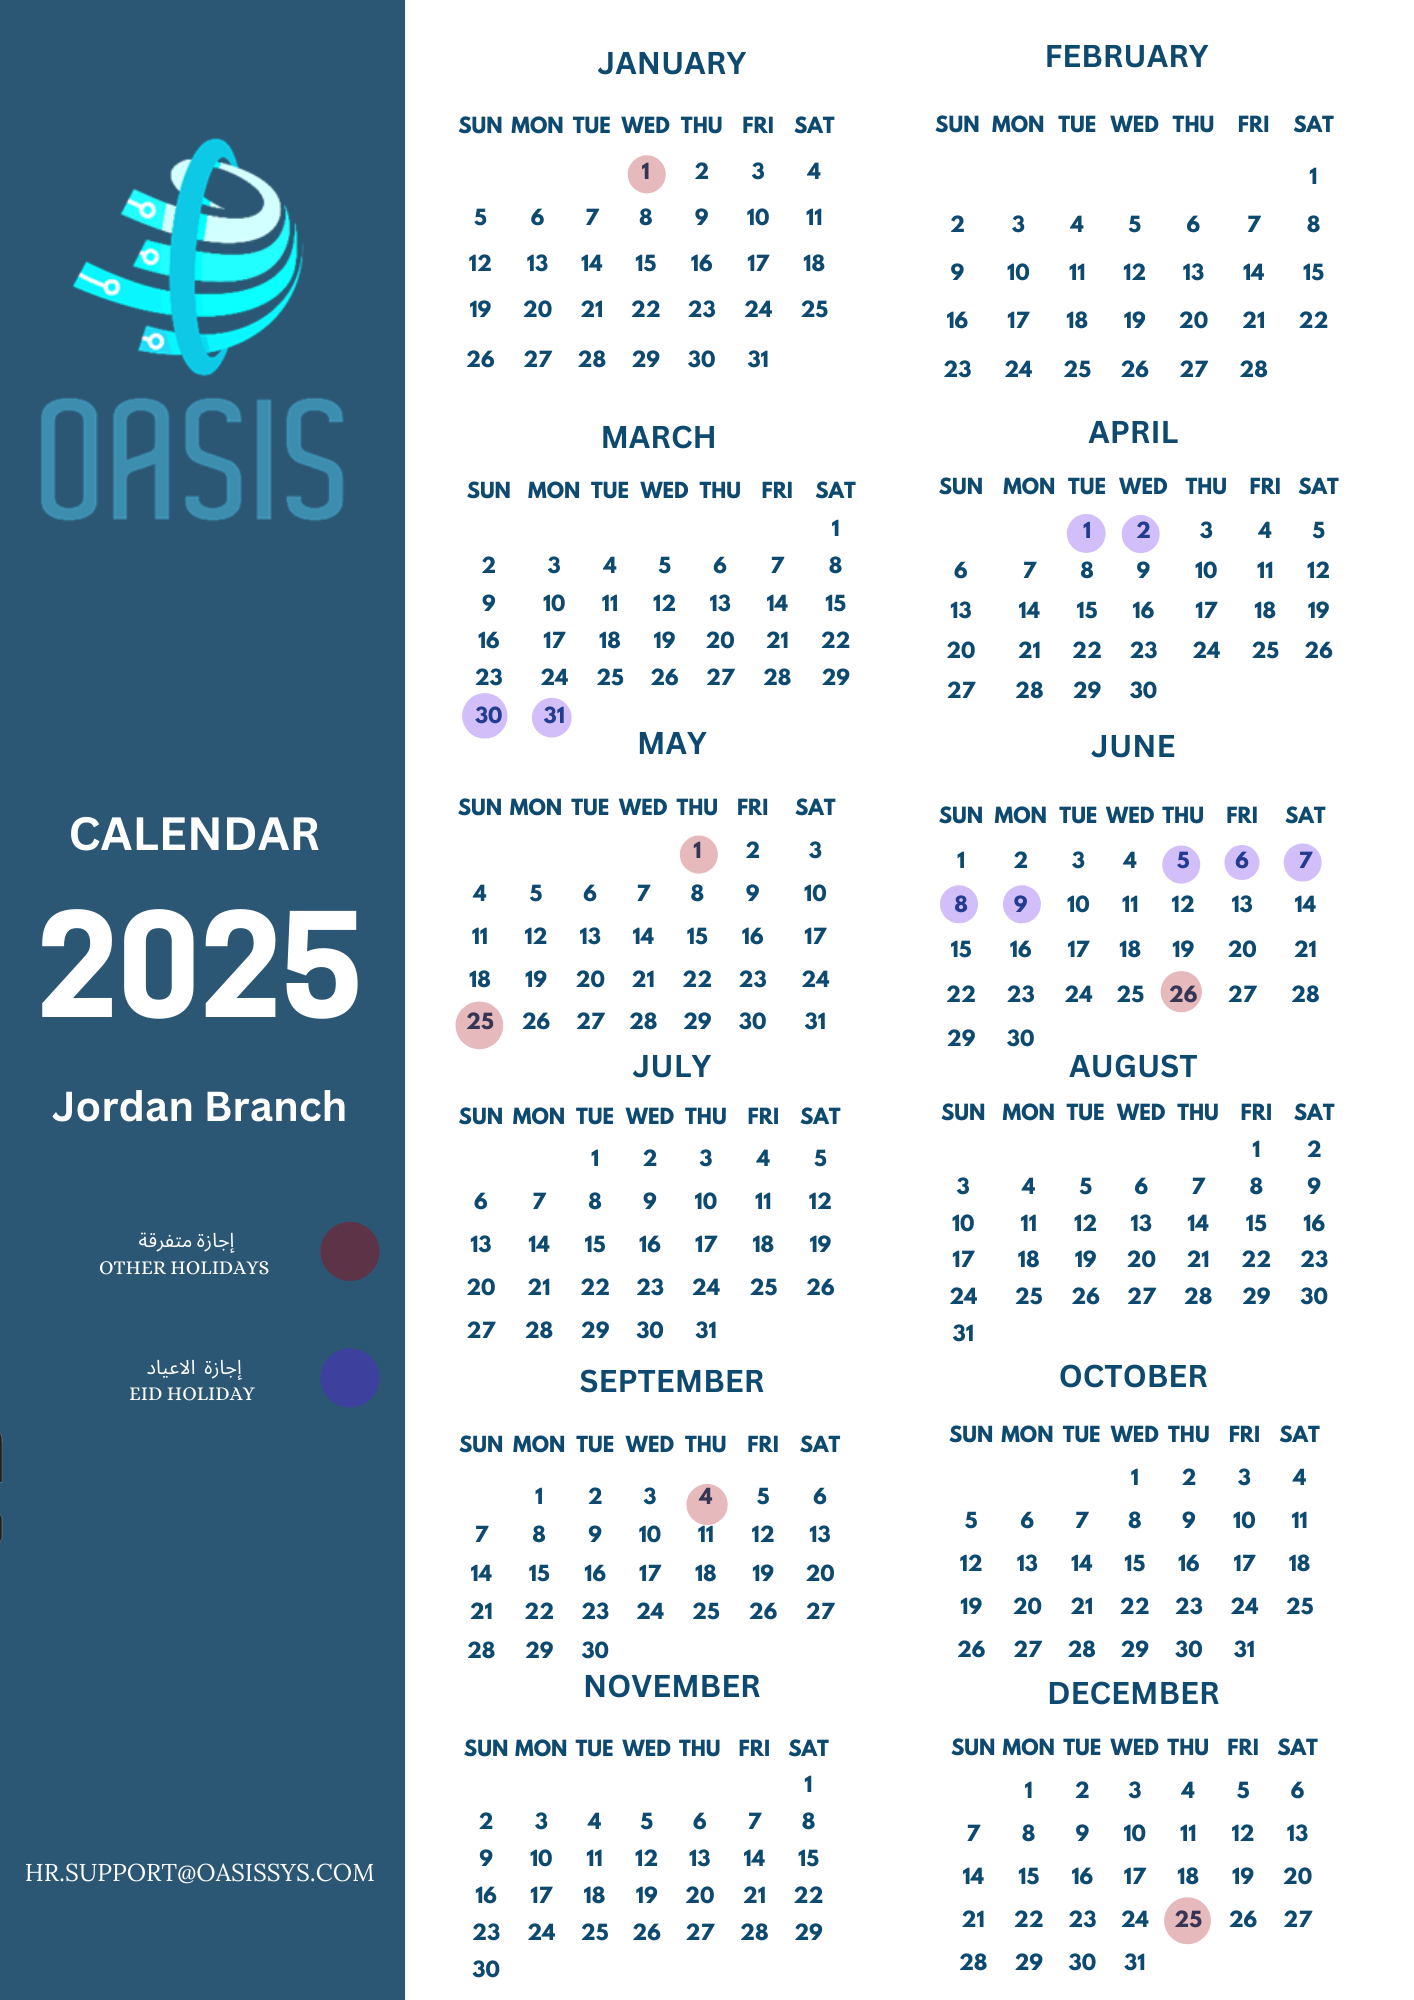 OASIS
CALENDAR
2025
Jordan Branch
إجازة متفرقة
OTHER HOLIDAYS
إجازة الاعياد
EID HOLIDAY
HR.SUPPORT@OASISSYS.COM
JANUARY
SUN MON TUE WED THU FRI SAT
1 2 3 4
5 6 7 8 9 10 11
12 13 14 15 16 17 18
19 20 21 22 23 24 25
26 27 28 29 30 31
FEBRUARY
SUN MON TUE WED THU FRI SAT
1
2 3 4 5 6 7 8
9 10 11 12 13 14 15
16 17 18 19 20 21 22
23 24 25 26 27 28
MARCH
SUN MON TUE WED THU FRI SAT
1
2 3 4 5 6 7 8
9 10 11 12 13 14 15
16 17 18 19 20 21 22
23 24 25 26 27 28 29
30 31
APRIL
SUN MON TUE WED THU FRI SAT
1 2 3 4 5
6 7 8 9 10 11 12
13 14 15 16 17 18 19
20 21 22 23 24 25 26
27 28 29 30
MAY
SUN MON TUE WED THU FRI SAT
1 2 3
4 5 6 7 8 9 10
11 12 13 14 15 16 17
18 19 20 21 22 23 24
25 26 27 28 29 30 31
JUNE
SUN MON TUE WED THU FRI SAT
1 2 3 4 5 6 7
8 9 10 11 12 13 14
15 16 17 18 19 20 21
22 23 24 25 26 27 28
29 30
JULY
SUN MON TUE WED THU FRI SAT
1 2 3 4 5
6 7 8 9 10 11 12
13 14 15 16 17 18 19
20 21 22 23 24 25 26
27 28 29 30 31
AUGUST
SUN MON TUE WED THU FRI SAT
1 2
3 4 5 6 7 8 9
10 11 12 13 14 15 16
17 18 19 20 21 22 23
24 25 26 27 28 29 30
31
SEPTEMBER
SUN MON TUE WED THU FRI SAT
1 2 3 4 5 6
7 8 9 10 11 12 13
14 15 16 17 18 19 20
21 22 23 24 25 26 27
28 29 30
OCTOBER
SUN MON TUE WED THU FRI SAT
1 2 3 4
5 6 7 8 9 10 11
12 13 14 15 16 17 18
19 20 21 22 23 24 25
26 27 28 29 30 31
NOVEMBER
SUN MON TUE WED THU FRI SAT
1
2 3 4 5 6 7 8
9 10 11 12 13 14 15
16 17 18 19 20 21 22
23 24 25 26 27 28 29
30
DECEMBER
SUN MON TUE WED THU FRI SAT
1 2 3 4 5 6
7 8 9 10 11 12 13
14 15 16 17 18 19 20
21 22 23 24 25 26 27
28 29 30 31